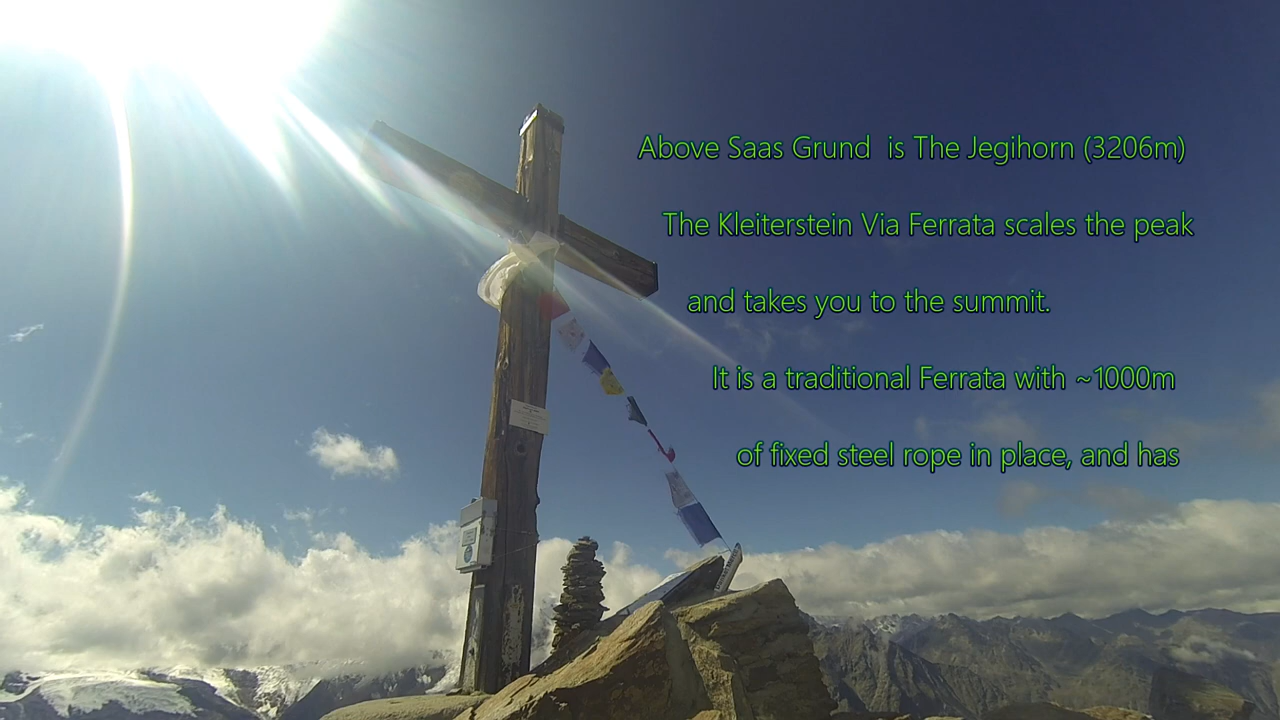 Above Saas Grund  is The Jegihorn (3206m)
The Kleiterstein Via Ferrata scales the peak
and takes you to the summit.
It is a traditional Ferrata with ~1000m
of fixed steel rope in place, and has